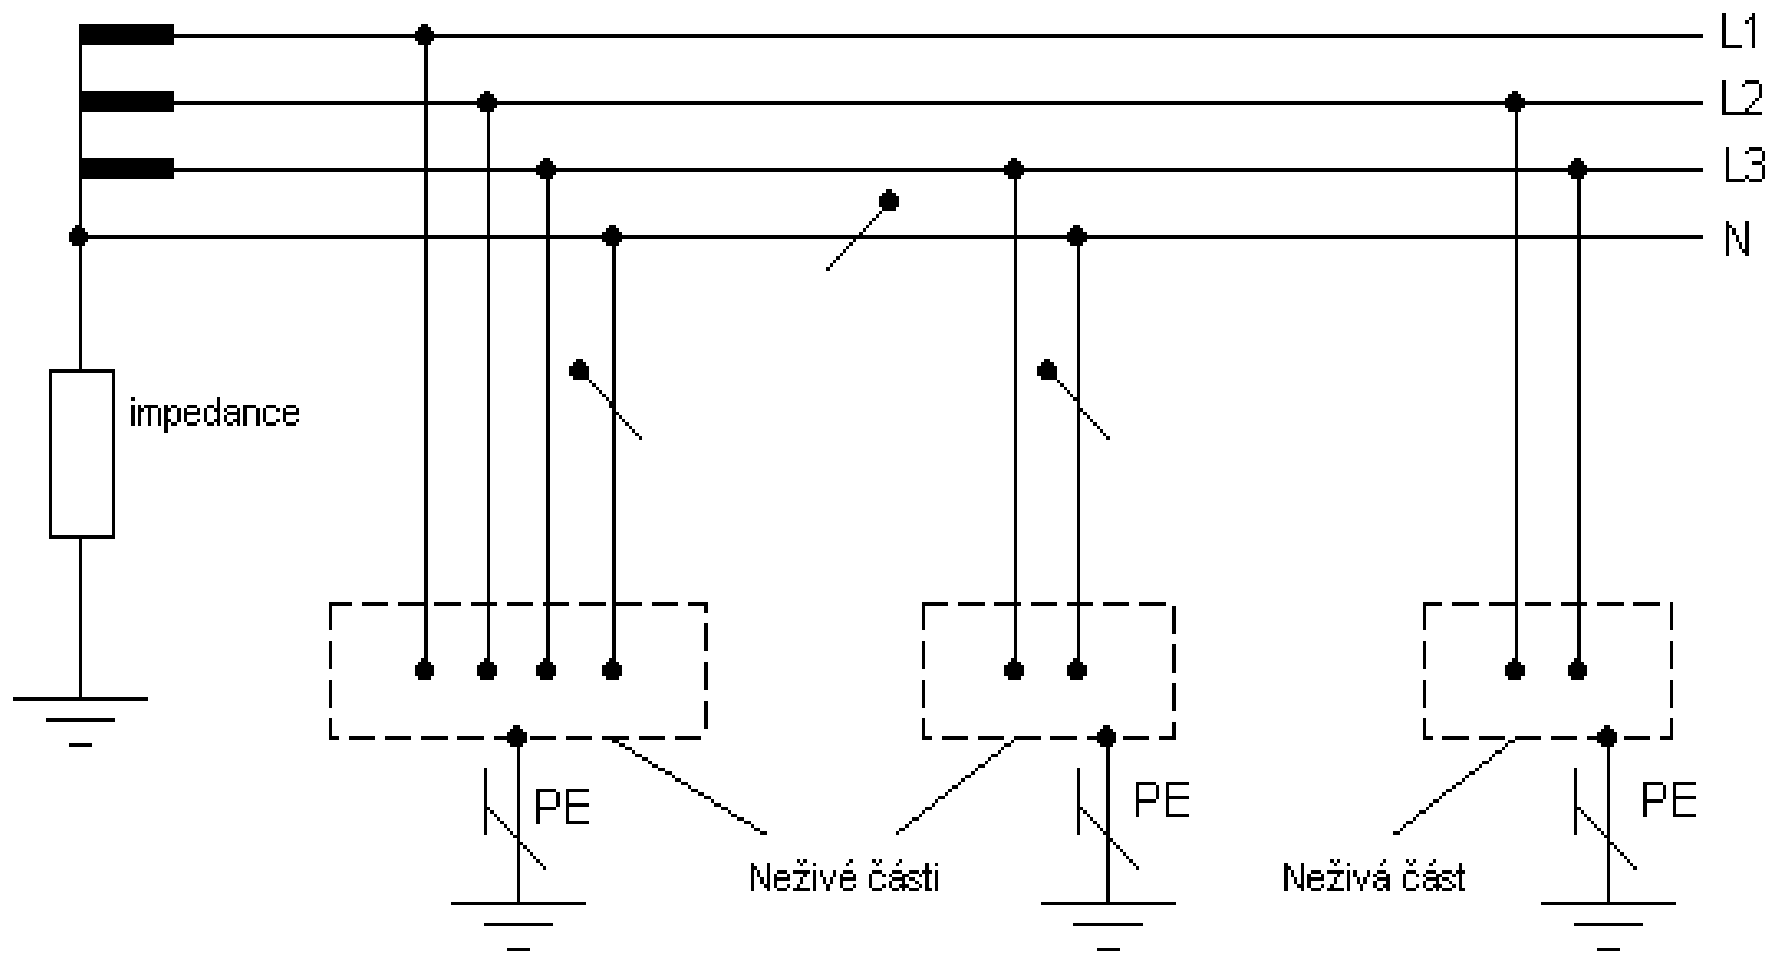 L1
L2
L3
N
impedance
PE
PE
PE
Neživé části
Neživá část